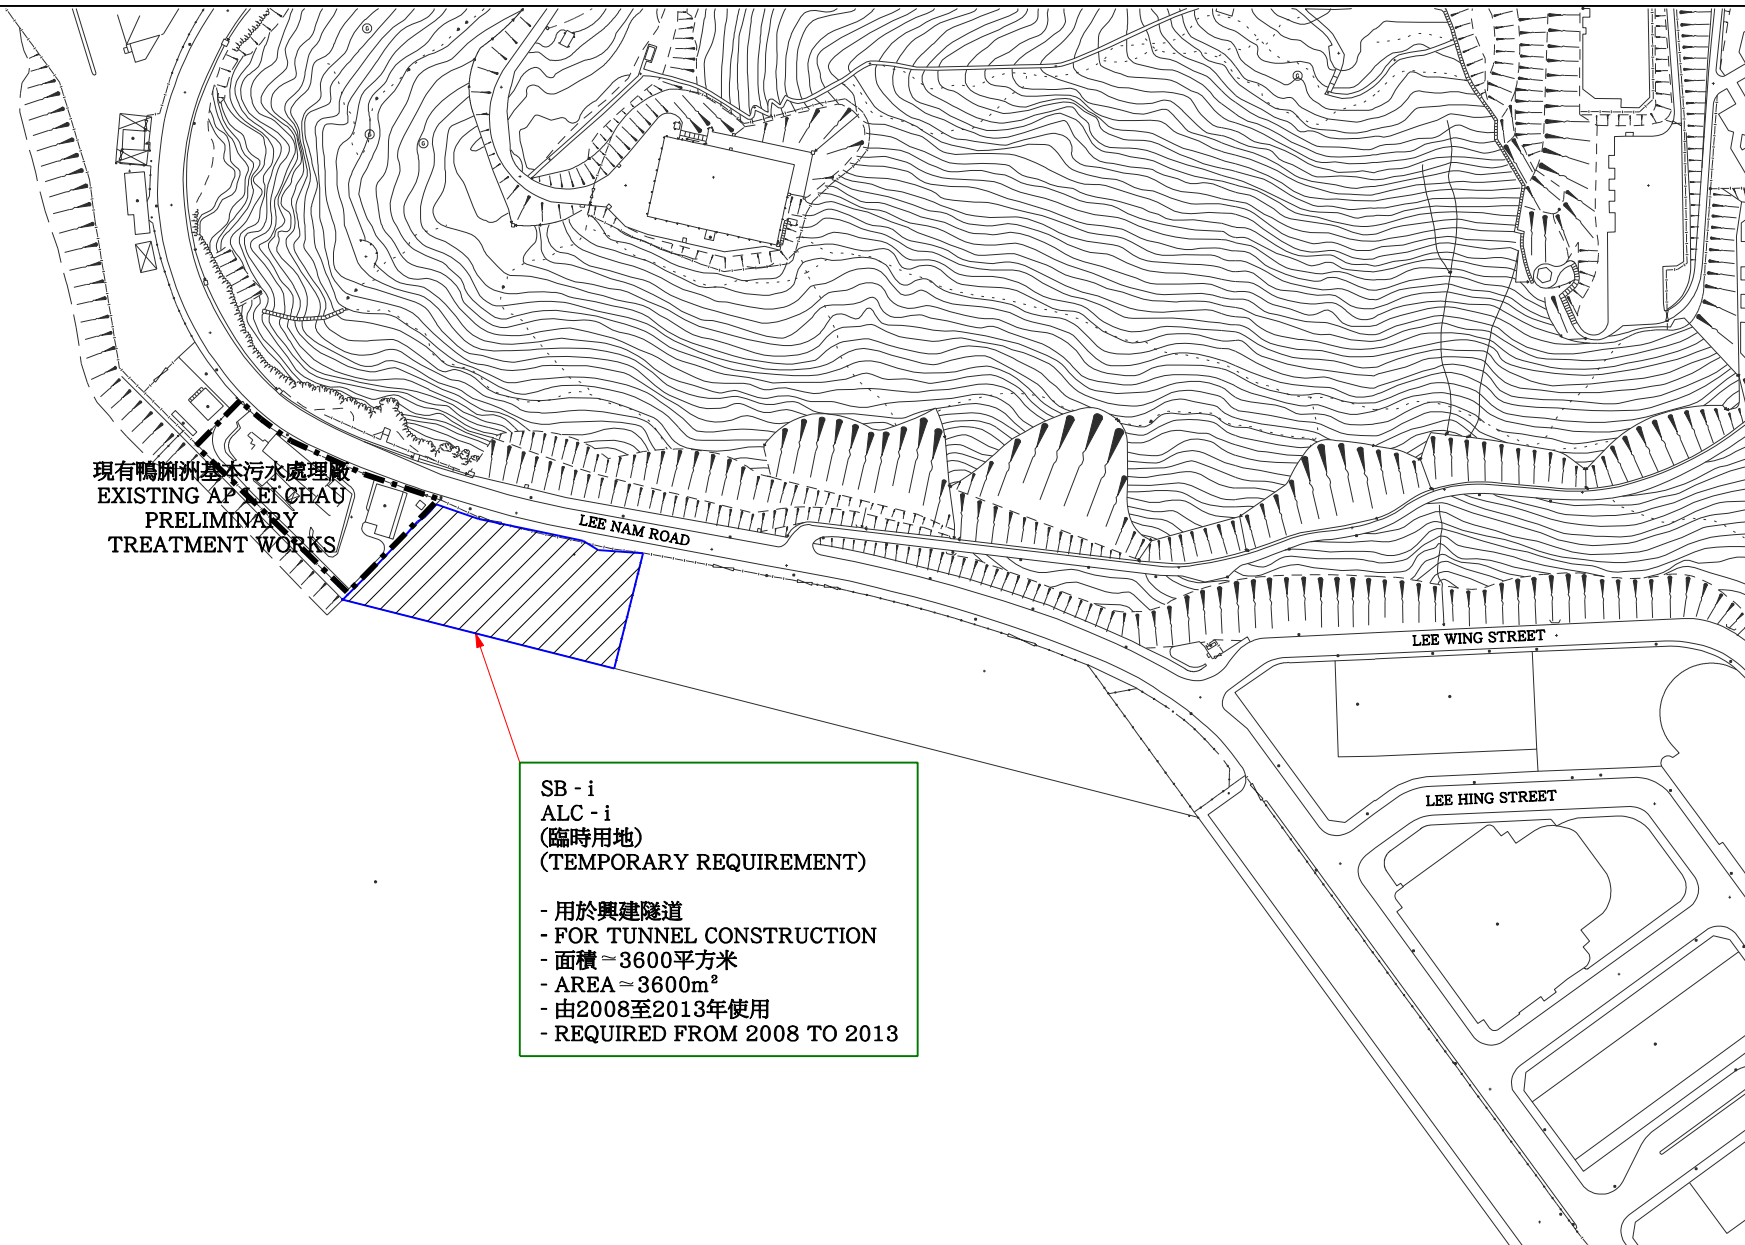 現有鴨脷洲基本污水處理廠
EXISTING AP LEI CHAU
PRELIMINARY
TREATMENT WORKS
LEE NAM ROAD
LEE WING STREET
LEE HING STREET
SB - i
ALC - i
(臨時用地)
(TEMPORARY REQUIREMENT)
- 用於興建隧道
- FOR TUNNEL CONSTRUCTION
- 面積≃3600平方米
- AREA≃3600m²
- 由2008至2013年使用
- REQUIRED FROM 2008 TO 2013